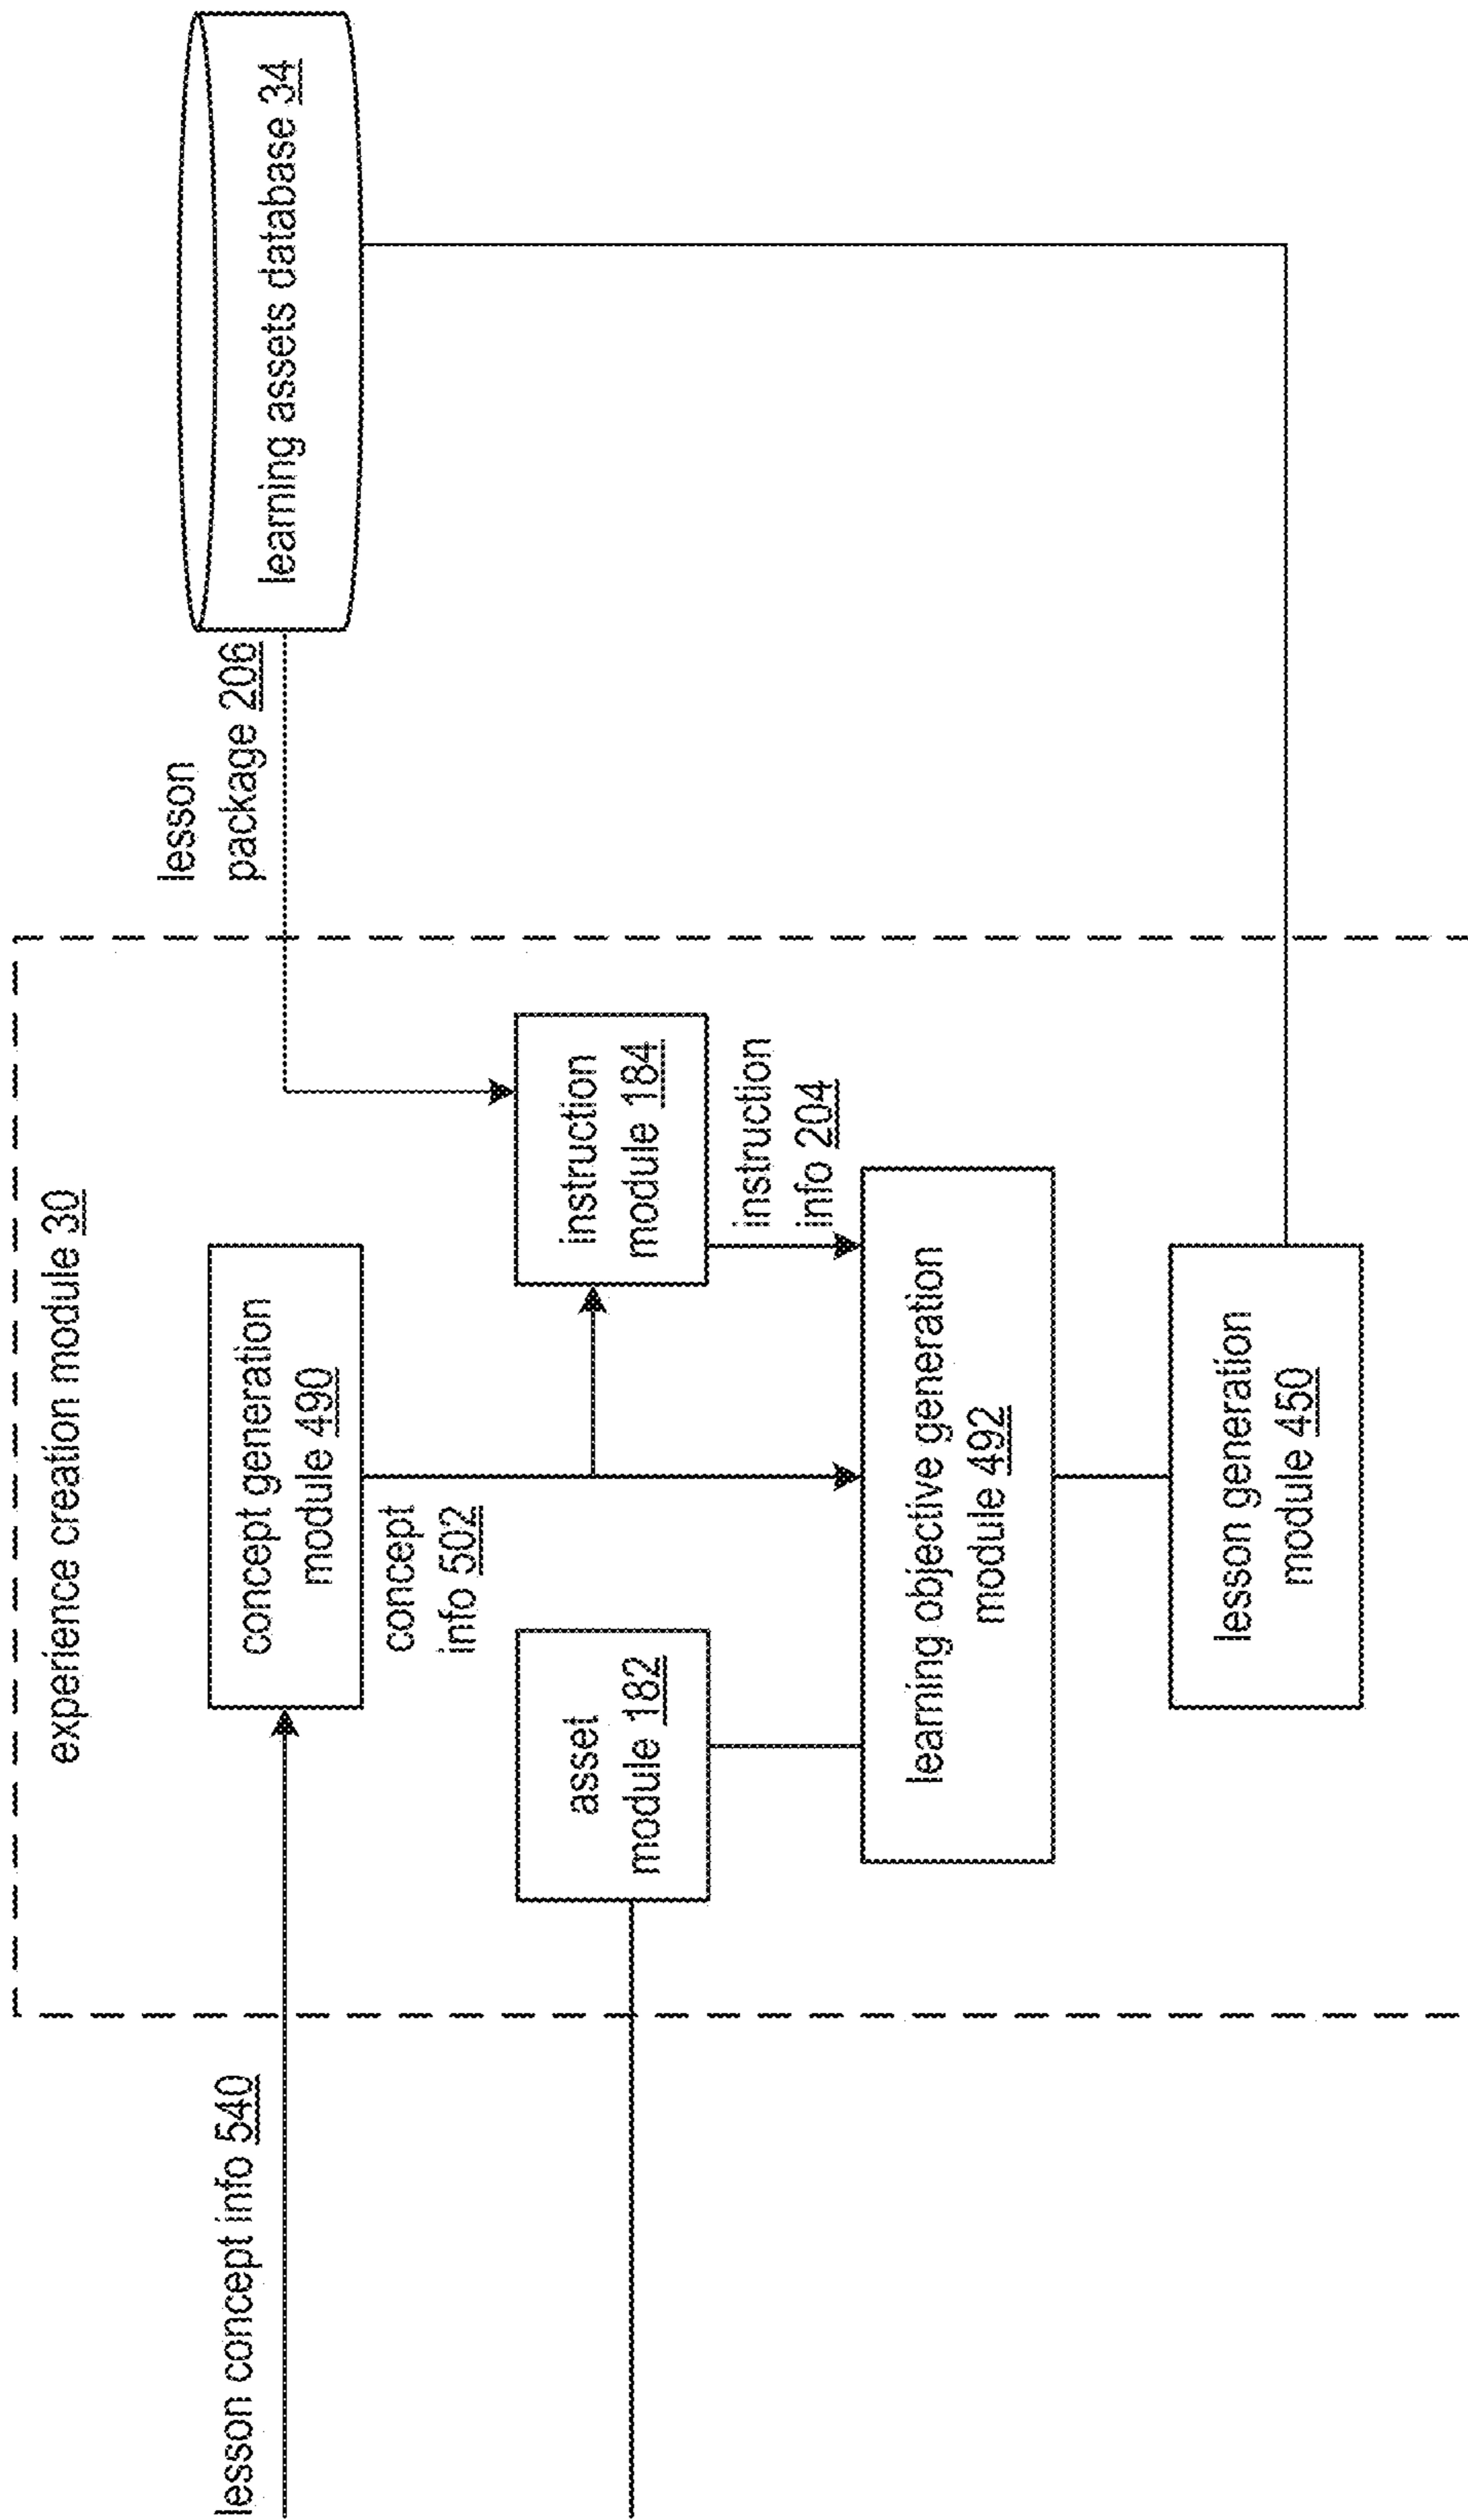 experience creation module 30
lesson concept info 540
concept generation
module 490
lesson
package 206
learning assets database 34
concept
info 502
asset
module 182
instruction
module 184
instruction
info 204
learning objective generation
module 492
lesson generation
module 450